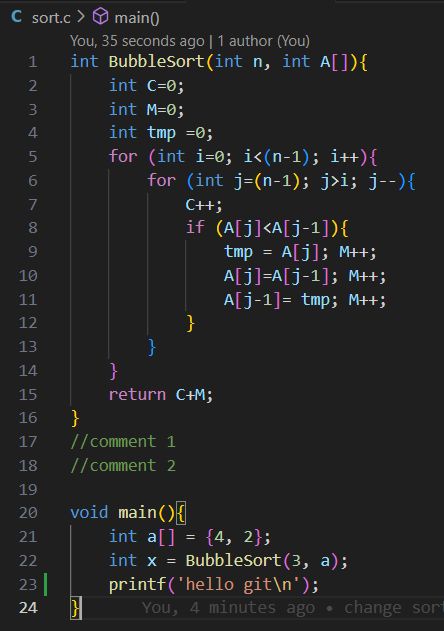 C sort.c > main()
You, 35 seconds ago | 1 author (You)
1 int BubbleSort(int n, int A[]){
2     int C=0;
3     int M=0;
4     int tmp =0;
5     for (int i=0; i<(n-1); i++){
6         for (int j=(n-1); j>i; j--){
7             C++;
8             if (A[j]<A[j-1]){
9                 tmp = A[j]; M++;
10                 A[j]=A[j-1]; M++;
11                 A[j-1]= tmp; M++;
12             }
13         }
14     }
15     return C+M;
16 }
17 //comment 1
18 //comment 2
19
20 void main(){
21     int a[] = {4, 2};
22     int x = BubbleSort(3, a);
23     printf('hello git\n');
24 } You, 4 minutes ago • change sor